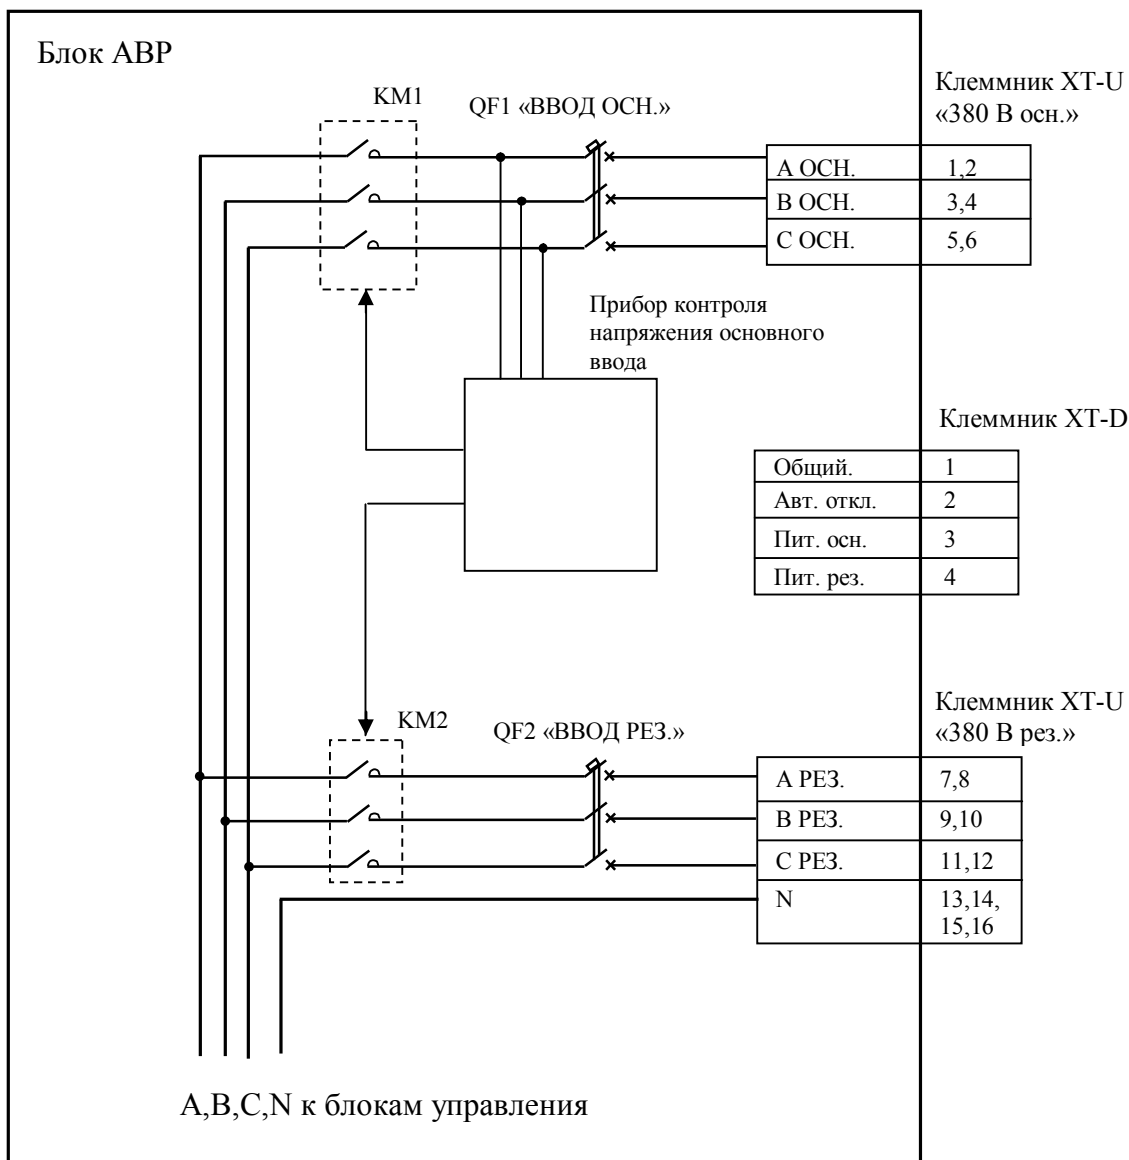 Блок АВР
Клеммник XT-U
«380 В осн.»
KM1
QF1 «ВВОД ОСН.»
А ОСН. 1,2
В ОСН. 3,4
С ОСН. 5,6
Прибор контроля
напряжения основного
ввода
Клеммник XT-D
Общий. 1
Авт. откл. 2
Пит. осн. 3
Пит. рез. 4
Клеммник XT-U
«380 В рез.»
KM2
QF2 «ВВОД РЕЗ.»
А РЕЗ. 7,8
В РЕЗ. 9,10
С РЕЗ. 11,12
N 13,14,
15,16
A,B,C,N к блокам управления